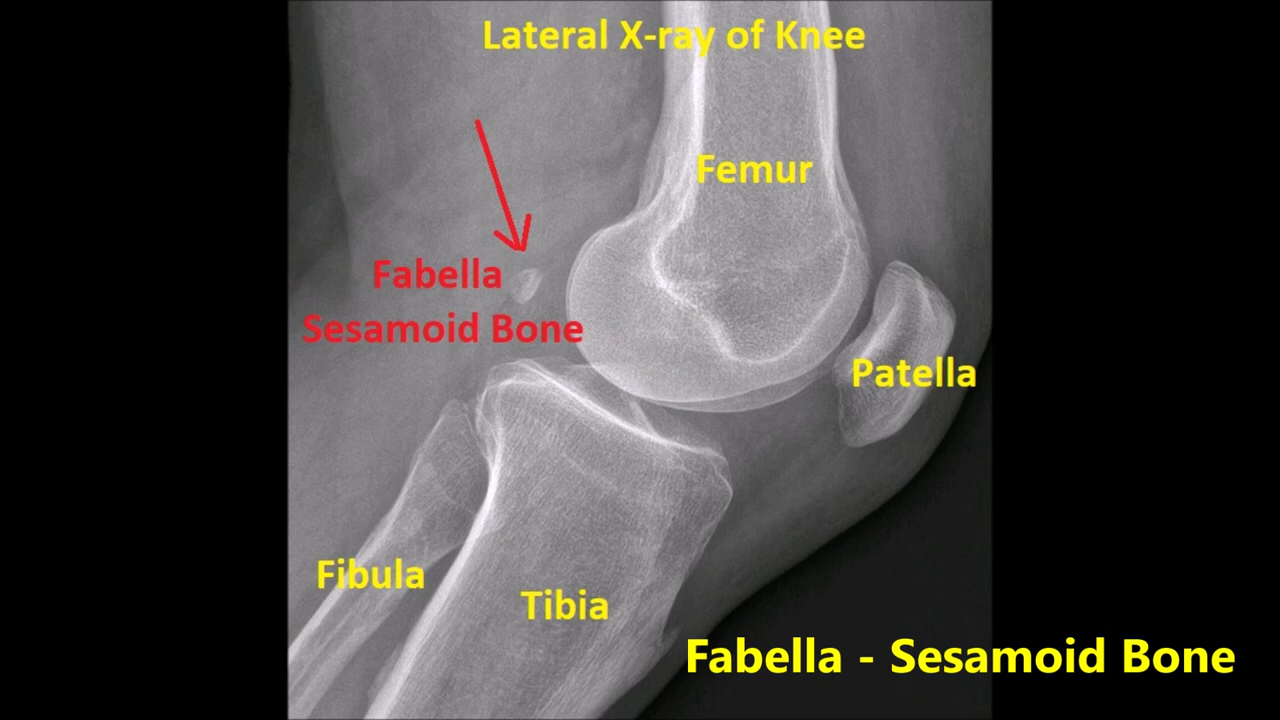 Lateral X-ray of Knee
Femur
Fabella
Sesamoid Bone
Patella
Fibula
Tibia
Fabella - Sesamoid Bone